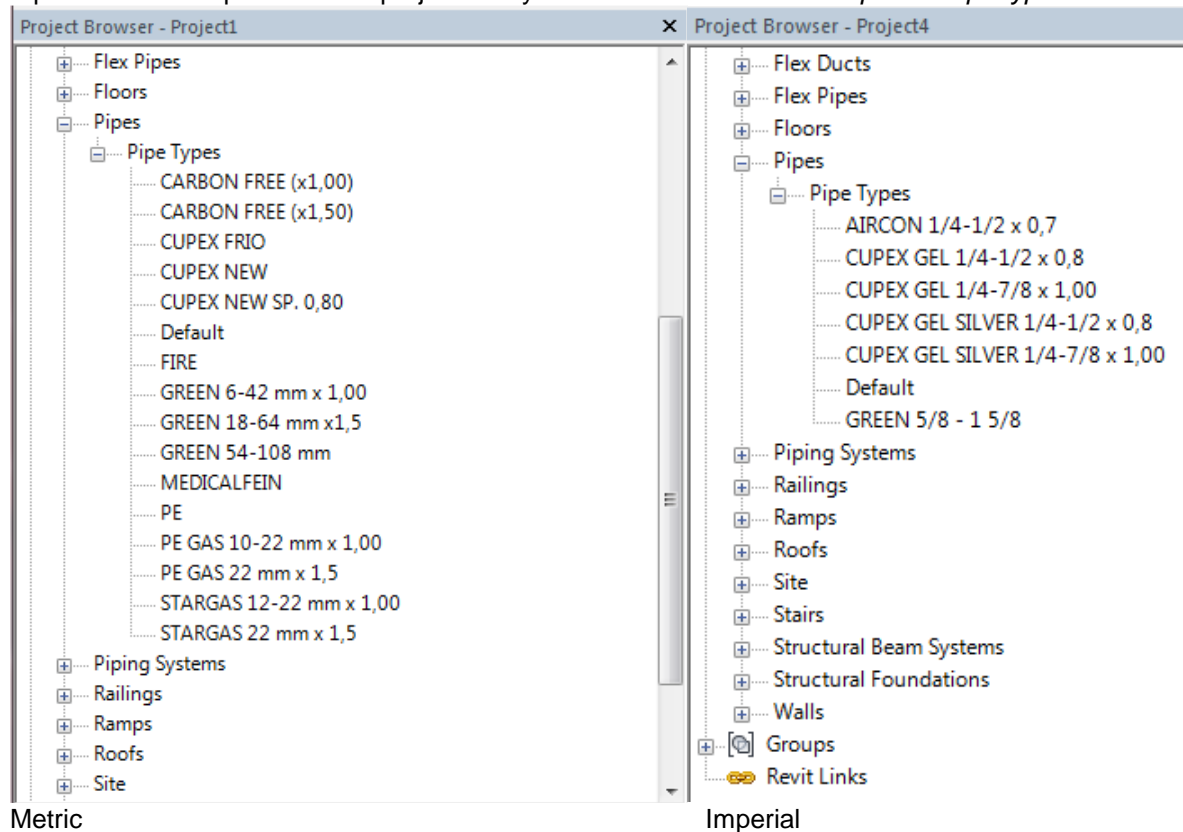 Project Browser - Project1
Flex Pipes
Floors
Pipes
Pipe Types
CARBON FREE (x1,00)
CARBON FREE (x1,50)
CUPEX FRIO
CUPEX NEW
CUPEX NEW SP. 0,80
Default
FIRE
GREEN 6-42 mm x 1,00
GREEN 18-64 mm x1,5
GREEN 54-108 mm
MEDICALFEIN
PE
PE GAS 10-22 mm x 1,00
PE GAS 22 mm x 1,5
STARGAS 12-22 mm x 1,00
STARGAS 22 mm x 1,5
Piping Systems
Railings
Ramps
Roofs
Site
Metric
Project Browser - Project4
Flex Ducts
Flex Pipes
Floors
Pipes
Pipe Types
AIRCON 1/4-1/2 x 0,7
CUPEX GEL 1/4-1/2 x 0,8
CUPEX GEL 1/4-7/8 x 1,00
CUPEX GEL SILVER 1/4-1/2 x 0,8
CUPEX GEL SILVER 1/4-7/8 x 1,00
Default
GREEN 5/8 - 1 5/8
Piping Systems
Railings
Ramps
Roofs
Site
Stairs
Structural Beam Systems
Structural Foundations
Walls
Groups
Revit Links
Imperial